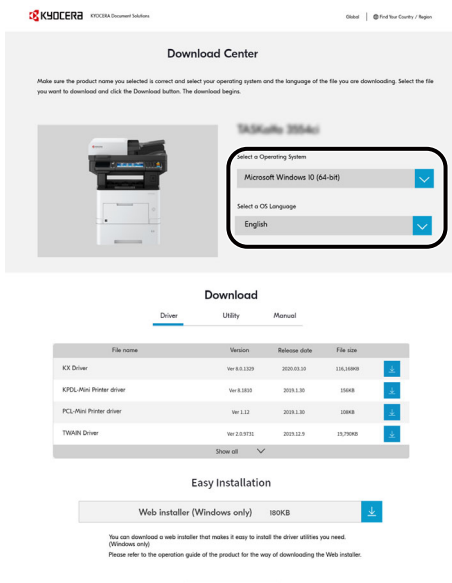 KYOCERA KYOCERA Document Solutions
Global Find Your Country / Region
Download Center
Make sure the product name you selected is correct and select your operating system and the language of the file you are downloading. Select the file
you want to download and click the Download button. The download begins.
Select a Operating System
Microsoft Windows 10 (64-bit)
Select a OS Language
English
Download
Driver Utility Manual
File name Version Release date File size
KX Driver Ver 8.0.1329 2020.03.10 116,168KB
KPDL-Mini Printer driver Ver 8.1810 2019.1.30 156KB
PCL-Mini Printer driver Ver 1.12 2019.1.30 108KB
TWAIN Driver Ver 2.0.9731 2019.12.9 19,790KB
Show all
Easy Installation
Web installer (Windows only) 180KB
You can download a web installer that makes it easy to install the driver utilities you need.
(Windows only)
Please refer to the operation guide of the product for the way of downloading the Web installer.